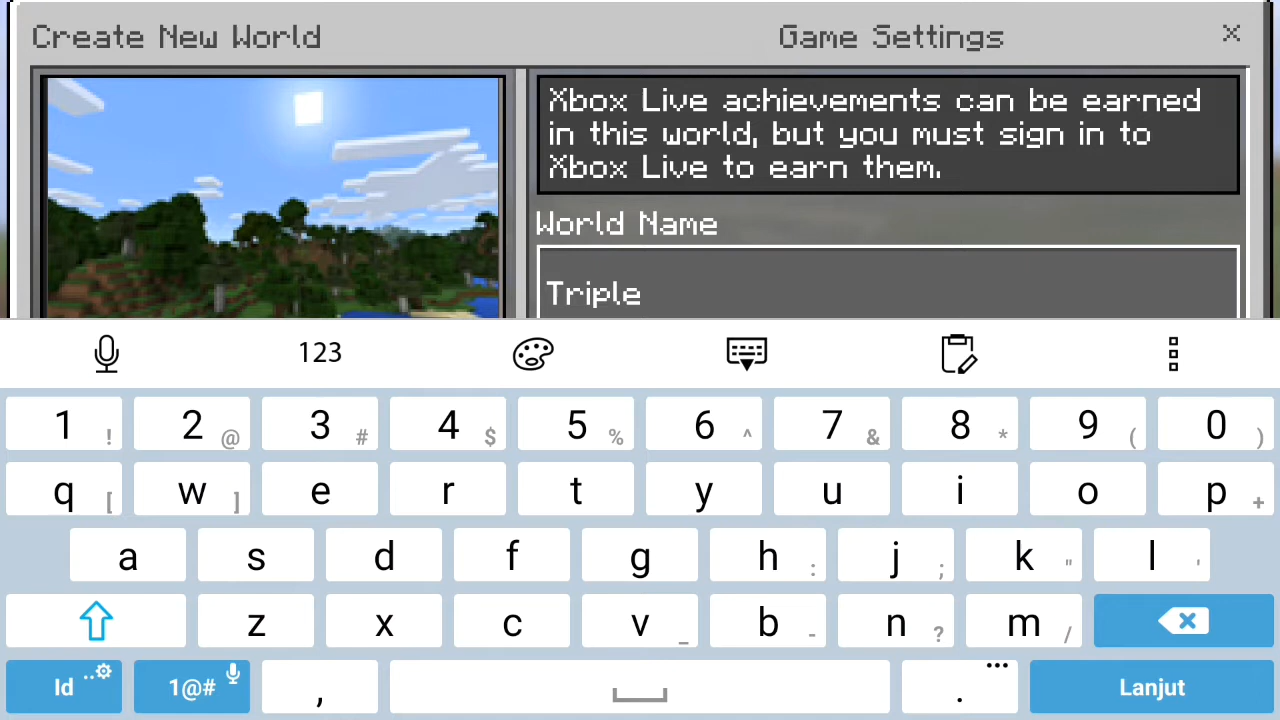 Create New World
Game Settings
Xbox Live achievements can be earned
in this world, but you must sign in to
Xbox Live to earn them.
World Name
Triple
123
1 ! 2 @ 3 # 4 $ 5 % 6 ^ 7 & 8 * 9 ( 0 )
q [ w ] e r t y u i o p +
a s d f g h : j ; k " l '
z x c v _ b - n ? m /
Id 1@# , . ... Lanjut